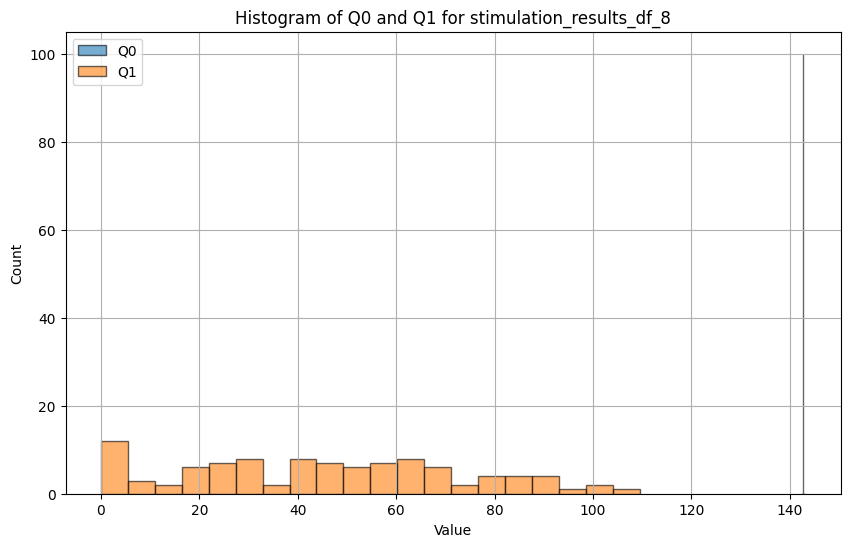 Histogram of Q0 and Q1 for stimulation_results_df_8
Q0
Q1
Count
100
80
60
40
20
0
0 20 40 60 80 100 120 140
Value